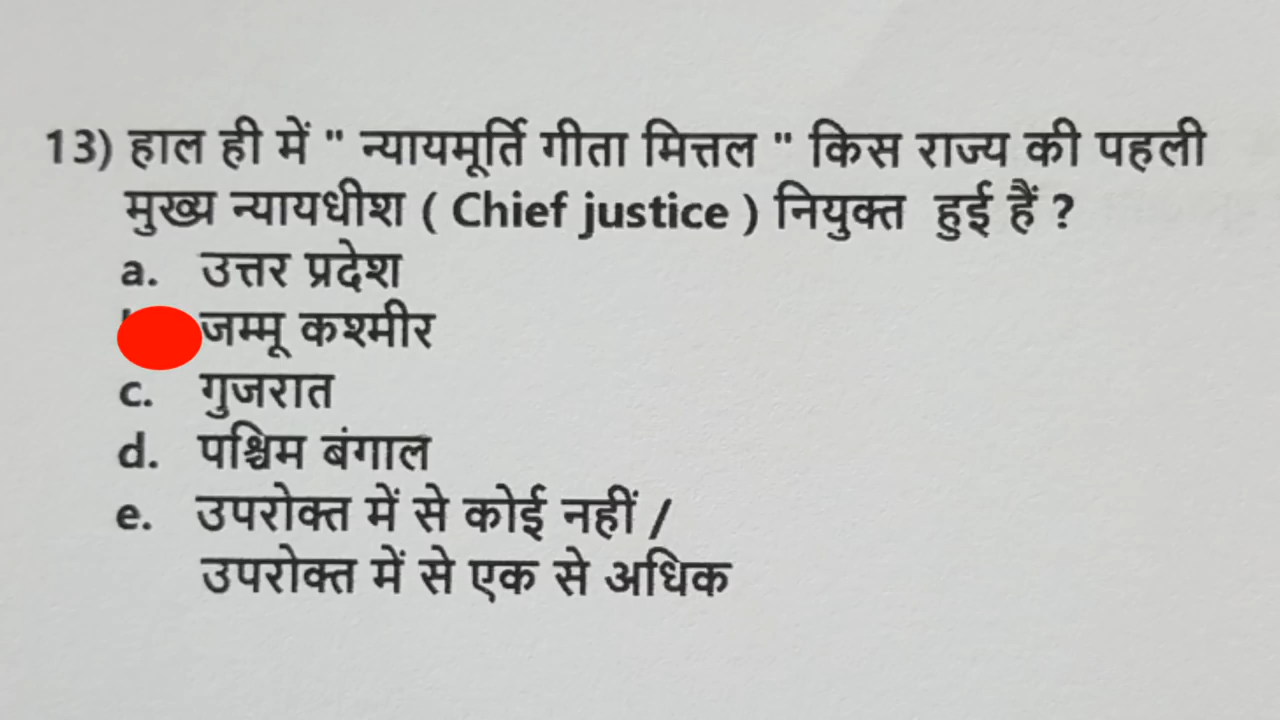 13) हाल ही में " न्यायमूर्ति गीता मित्तल " किस राज्य की पहली
मुख्य न्यायधीश ( Chief justice ) नियुक्त हुई हैं ?
a. उत्तर प्रदेश
जम्मू कश्मीर
c. गुजरात
d. पश्चिम बंगाल
e. उपरोक्त में से कोई नहीं /
उपरोक्त में से एक से अधिक